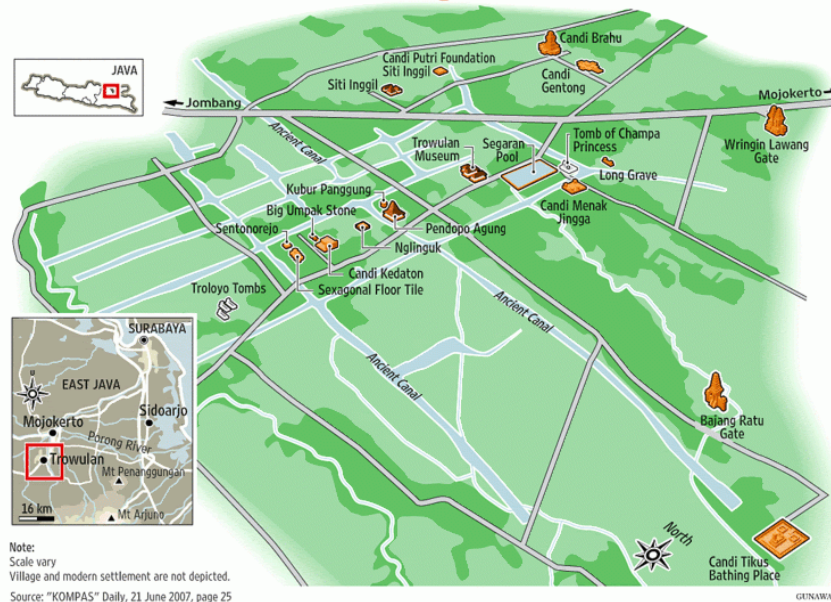 JAVA
Jombang
Candi Putri Foundation
Siti Inggil
Siti Inggil
Candi Brahu
Candi
Gentong
Mojokerto
Wringin Lawang
Gate
Ancient Canal
Trowulan
Museum
Segaran
Pool
Tomb of Champa
Princess
Long Grave
Candi Menak
Jingga
Kubur Panggung
Big Umpak Stone
Sentonorejo
Pendopo Agung
Nglinguk
Candi Kedaton
Sexagonal Floor Tile
Troloyo Tombs
Ancient Canal
Ancient Canal
Bajang Ratu
Gate
North
Candi Tikus
Bathing Place
SURABAYA
EAST JAVA
Sidoarjo
Mojokerto
Porong River
Trowulan
Mt Penanggungan
16 km
Mt Arjuno
Note:
Scale vary
Village and modern settlement are not depicted.
Source: "KOMPAS" Daily, 21 June 2007, page 25